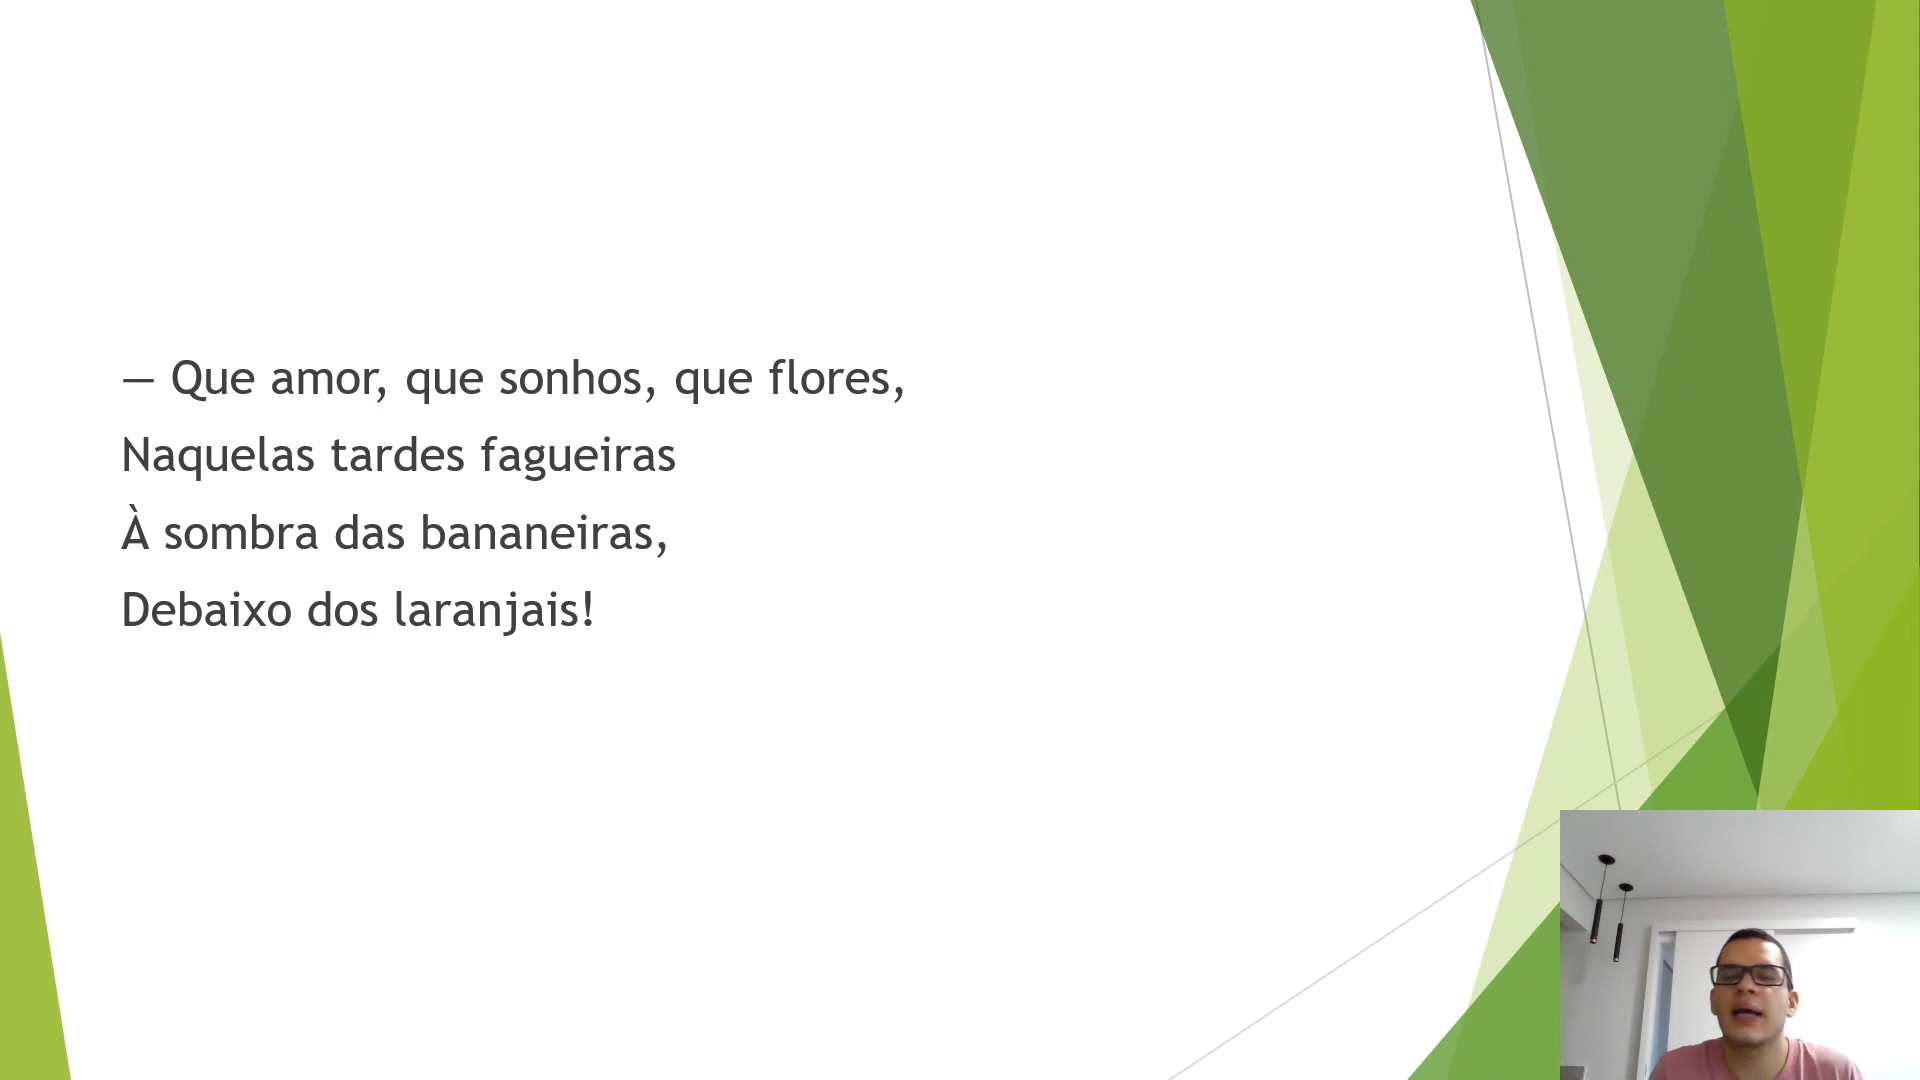 — Que amor, que sonhos, que flores,
Naquelas tardes fagueiras
À sombra das bananeiras,
Debaixo dos laranjais!